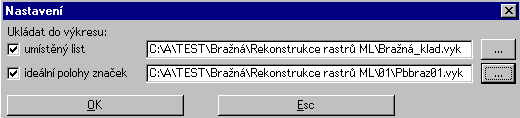 Nastavení
Ukládat do výkresu:
umístěný list C:\A\TEST\Bražná\Rekonstrukce rastrů ML\Bražná_klad.vyk ...
ideální polohy značek C:\A\TEST\Bražná\Rekonstrukce rastrů ML\01\Pbbraz01.vyk ...
OK Esc